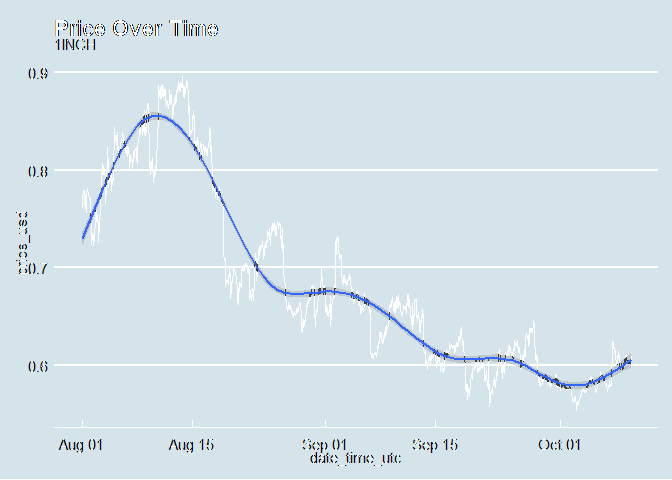 Price Over Time
1INCH
0.9
0.8
0.7
0.6
price_usd
Aug 01 Aug 15 Sep 01 Sep 15 Oct 01
date_time_utc